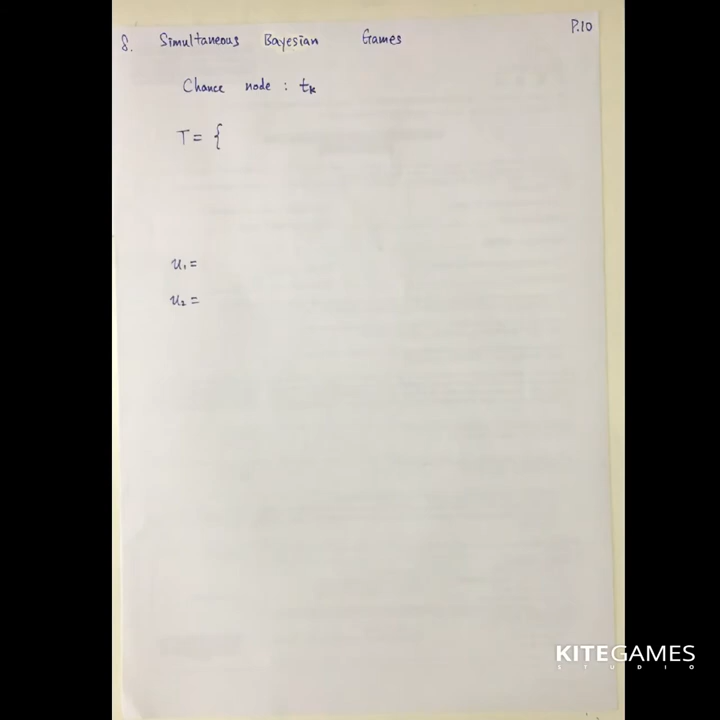 P.10
8. Simultaneous Bayesian Games
Chance node : tk
T = {
u₁ =
u₂ =
KITEGAMES
STUDIO